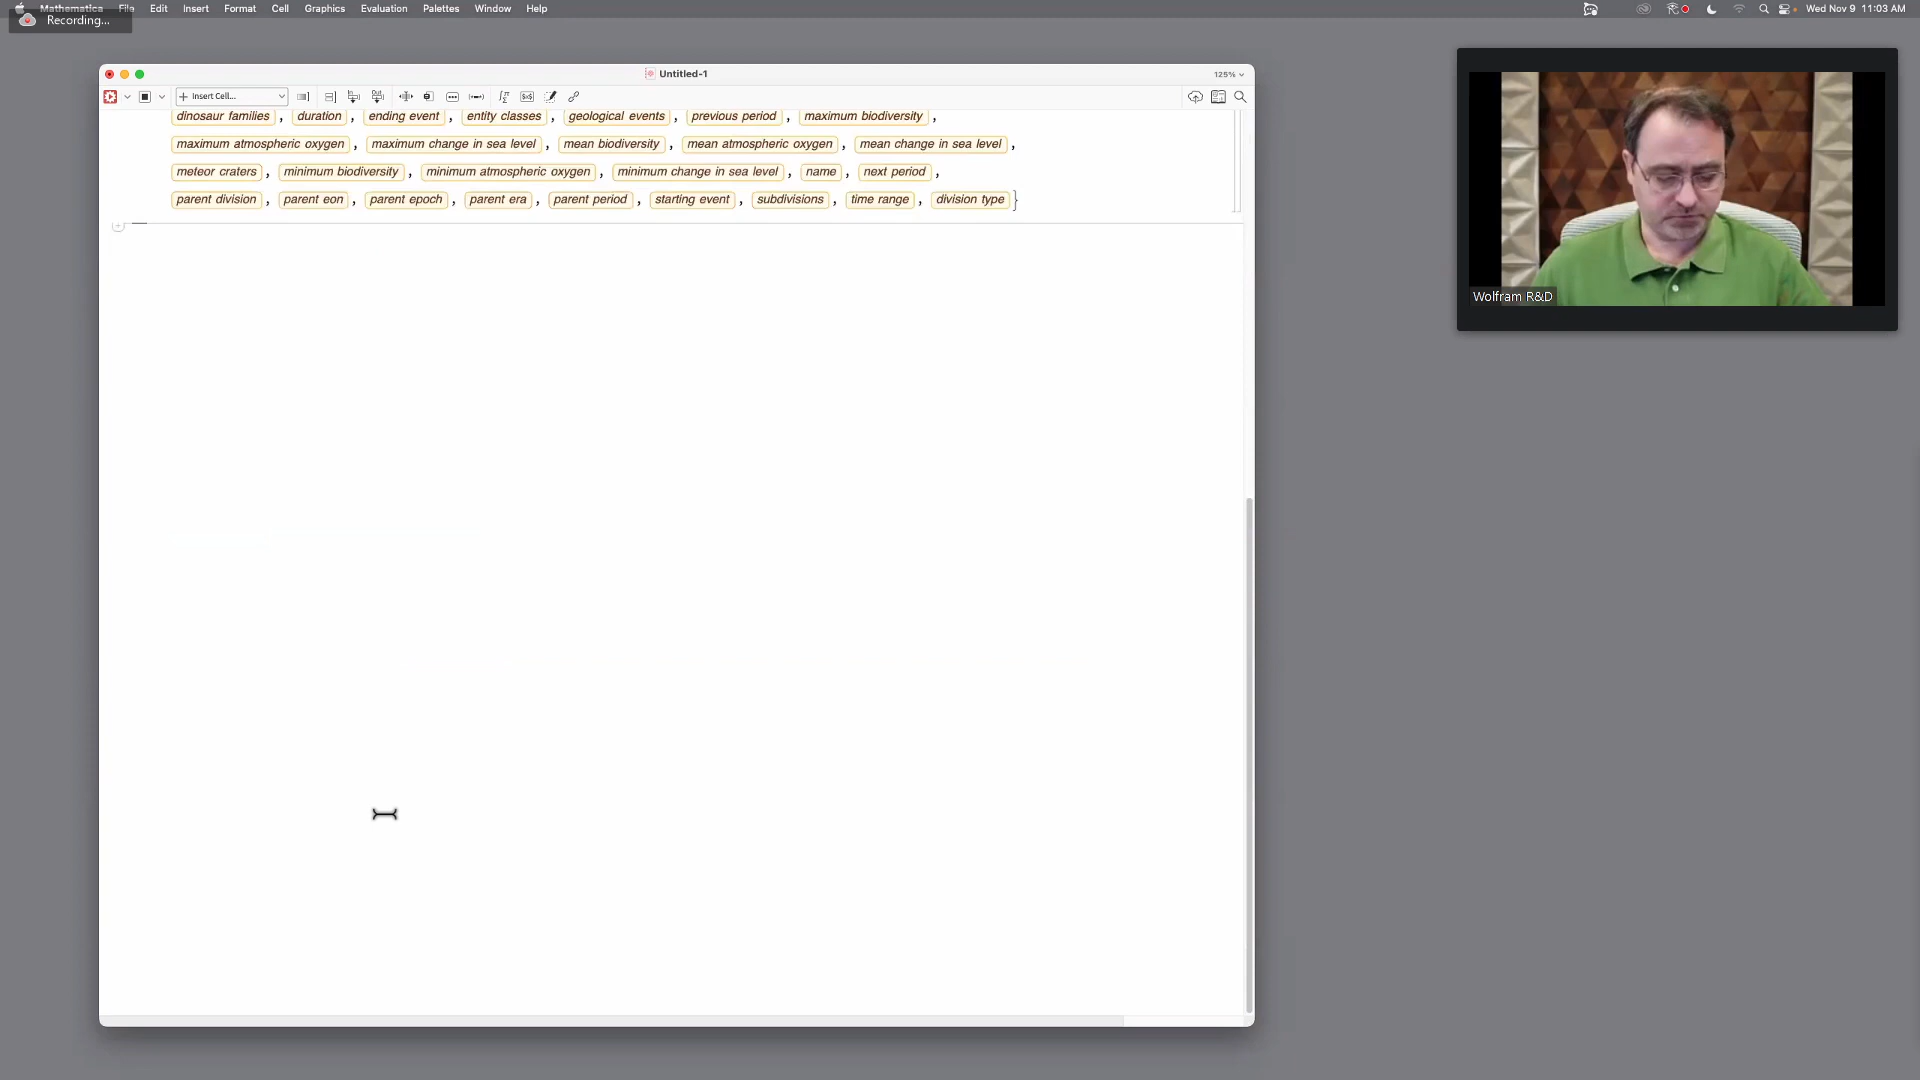 Mathematica File Edit Insert Format Cell Graphics Evaluation Palettes Window Help Wed Nov 9 11:03 AM
Recording...
Untitled-1 125%
Insert Cell...
dinosaur families , duration , ending event , entity classes , geological events , previous period , maximum biodiversity ,
maximum atmospheric oxygen , maximum change in sea level , mean biodiversity , mean atmospheric oxygen , mean change in sea level ,
meteor craters , minimum biodiversity , minimum atmospheric oxygen , minimum change in sea level , name , next period ,
parent division , parent eon , parent epoch , parent era , parent period , starting event , subdivisions , time range , division type }
Wolfram R&D